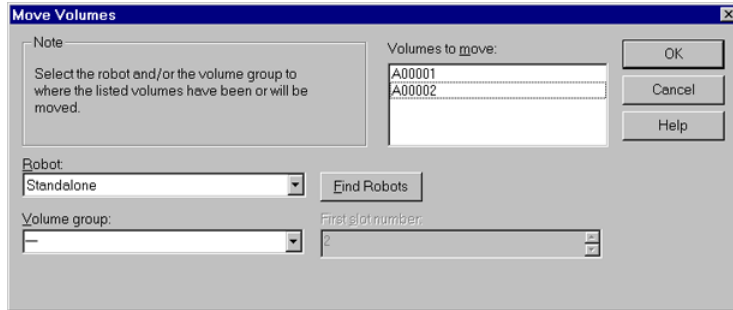 Move Volumes
Note
Select the robot and/or the volume group to
where the listed volumes have been or will be
moved.
Volumes to move:
A00001
A00002
OK
Cancel
Help
Robot:
Standalone
Find Robots
Volume group:
---
First slot number:
2